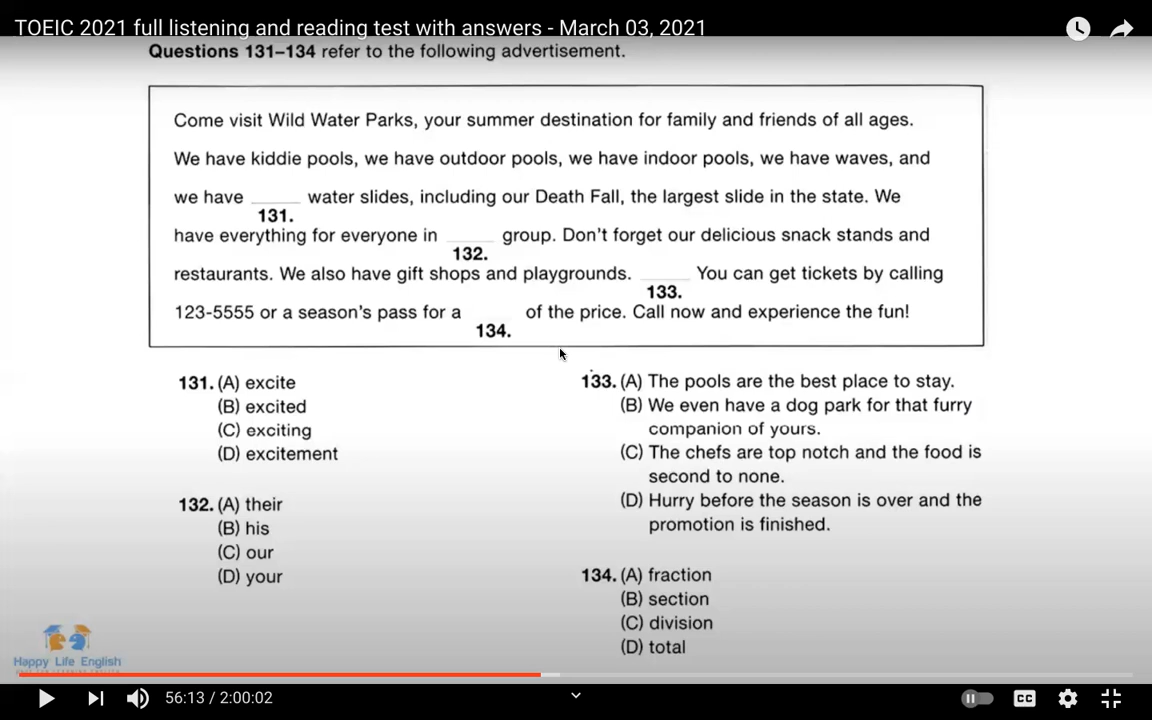 TOEIC 2021 full listening and reading test with answers - March 03, 2021
Questions 131–134 refer to the following advertisement.
Come visit Wild Water Parks, your summer destination for family and friends of all ages.
We have kiddie pools, we have outdoor pools, we have indoor pools, we have waves, and
we have ____ water slides, including our Death Fall, the largest slide in the state. We
131.
have everything for everyone in ____ group. Don't forget our delicious snack stands and
132.
restaurants. We also have gift shops and playgrounds. ____ You can get tickets by calling
133.
123-5555 or a season's pass for a of the price. Call now and experience the fun!
134.
131. (A) excite
(B) excited
(C) exciting
(D) excitement
132. (A) their
(B) his
(C) our
(D) your
133. (A) The pools are the best place to stay.
(B) We even have a dog park for that furry
companion of yours.
(C) The chefs are top notch and the food is
second to none.
(D) Hurry before the season is over and the
promotion is finished.
134. (A) fraction
(B) section
(C) division
(D) total
Happy Life English
56:13 / 2:00:02
CC